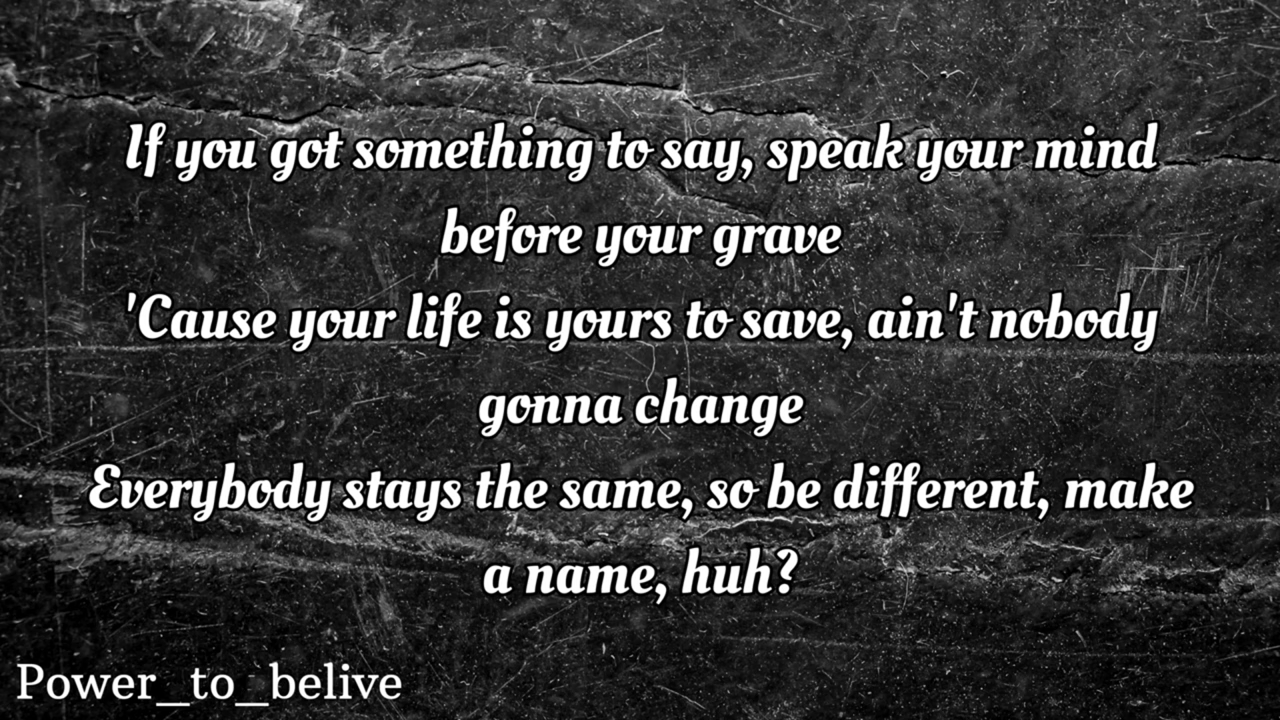 If you got something to say, speak your mind
before your grave
'Cause your life is yours to save, ain't nobody
gonna change
Everybody stays the same, so be different, make
a name, huh?
Power_to_belive